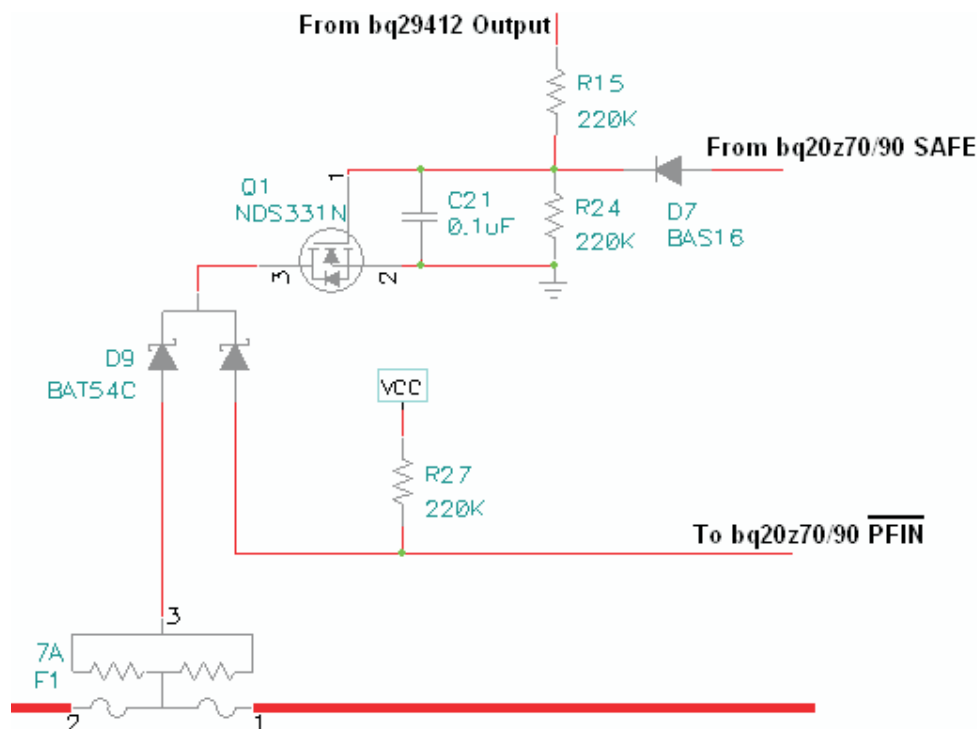 From bq29412 Output
R15
220K
From bq20z70/90 SAFE
1
Q1
NDS331N
C21
0.1uF
R24
220K
D7
BAS16
3
2
D9
BAT54C
VCC
R27
220K
To bq20z70/90 PFIN
3
7A
F1
2
1